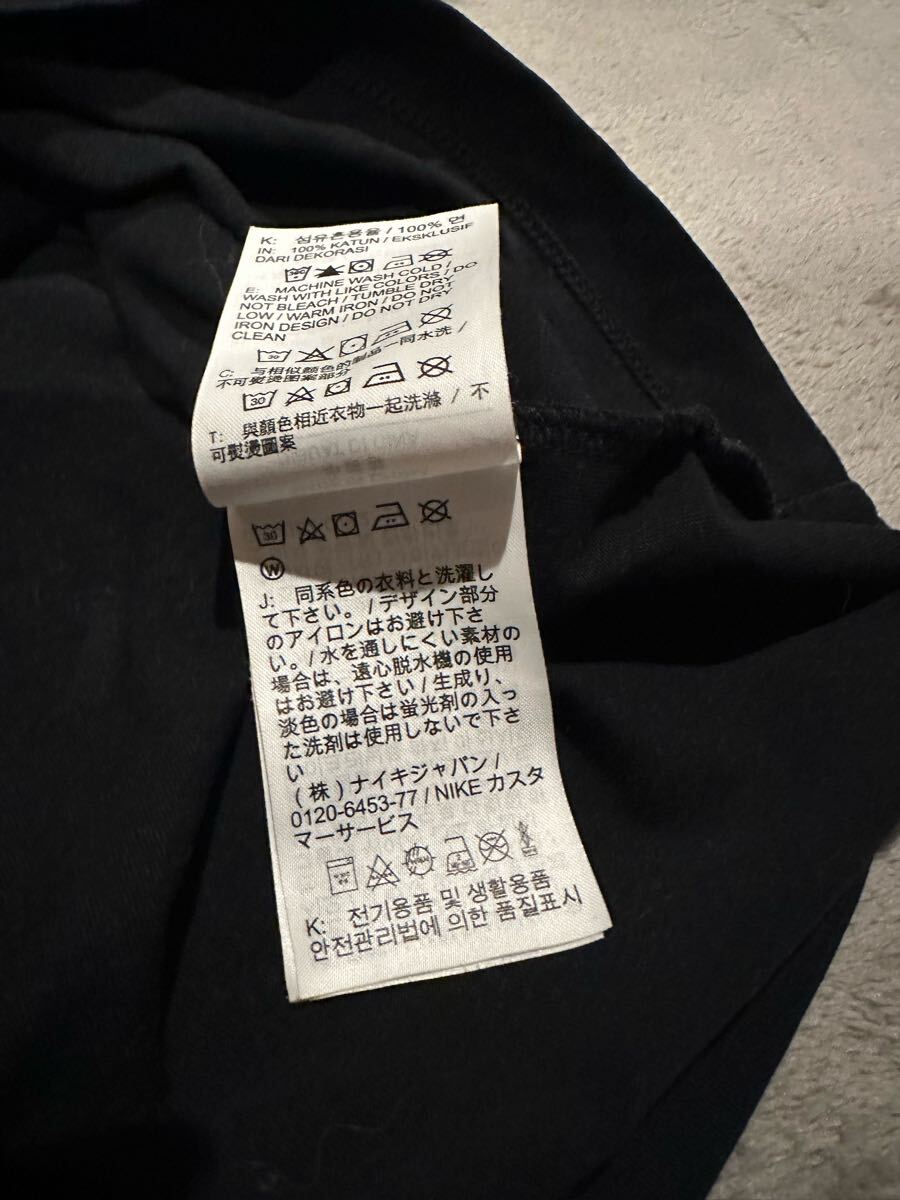 K: 섬유혼용율 / 100% 면
IN: 100% KATUN / EKSKLUSIF
DARI DEKORASI
E: MACHINE WASH COLD / DO
WASH WITH LIKE COLORS / DO
NOT BLEACH / TUMBLE DRY
LOW / WARM IRON / DO NOT
IRON DESIGN / DO NOT DRY
CLEAN
30
C: 与相似颜色的製品一同水洗 /
不可熨烫图案部分
30
T: 與顏色相近衣物一起洗滌 / 不
可熨燙圖案
30
W
J: 同系色の衣料と洗濯し
て下さい。/ デザイン部分
のアイロンはお避け下さ
い。/ 水を通しにくい素材の
場合は、遠心脱水機の使用
はお避け下さい / 生成り、
淡色の場合は蛍光剤の入っ
た洗剤は使用しないで下さ
い
(株) ナイキジャパン /
0120-6453-77 / NIKE カスタ
マーサービス
K: 전기용품 및 생활용품
안전관리법에 의한 품질표시